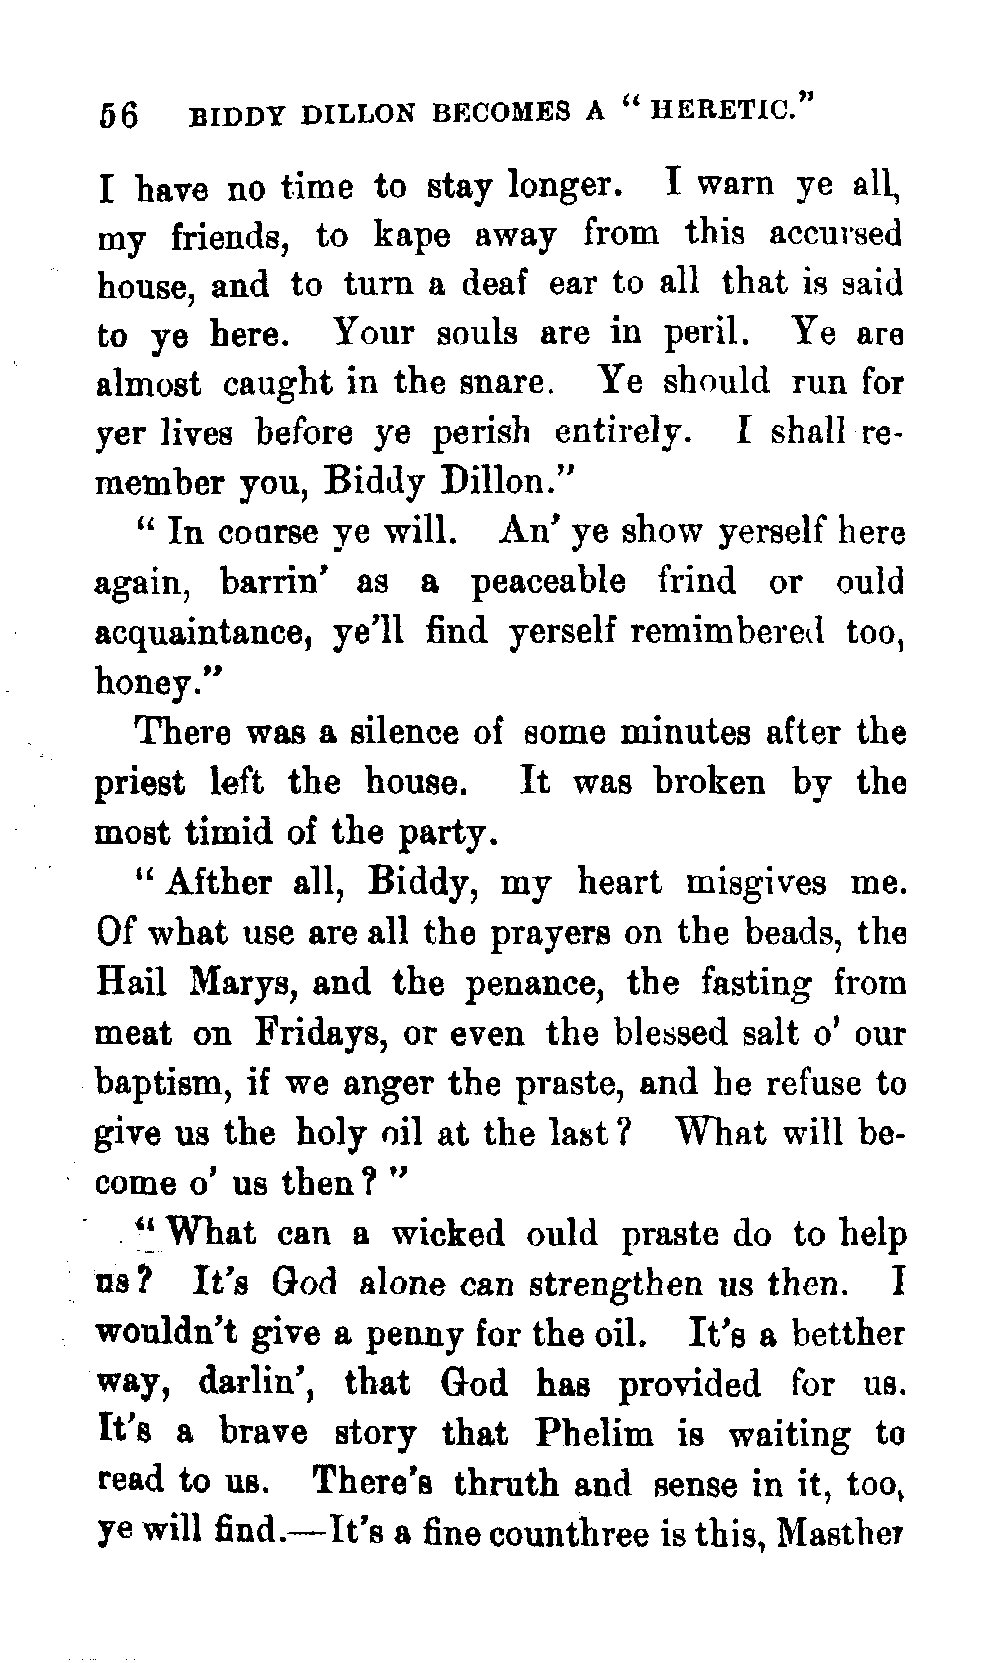 56 BIDDY DILLON BECOMES A "HERETIC."
I have no time to stay longer. I warn ye all,
my friends, to kape away from this accursed
house, and to turn a deaf ear to all that is said
to ye here. Your souls are in peril. Ye are
almost caught in the snare. Ye should run for
yer lives before ye perish entirely. I shall re-
member you, Biddy Dillon."
"In coarse ye will. An' ye show yerself here
again, barrin' as a peaceable frind or ould
acquaintance, ye'll find yerself remimbered too,
honey."
There was a silence of some minutes after the
priest left the house. It was broken by the
most timid of the party.
"Afther all, Biddy, my heart misgives me.
Of what use are all the prayers on the beads, the
Hail Marys, and the penance, the fasting from
meat on Fridays, or even the blessed salt o' our
baptism, if we anger the praste, and he refuse to
give us the holy oil at the last? What will be-
come o' us then?"
"What can a wicked ould praste do to help
us? It's God alone can strengthen us then. I
wouldn't give a penny for the oil. It's a betther
way, darlin', that God has provided for us.
It's a brave story that Phelim is waiting to
read to us. There's thruth and sense in it, too,
ye will find.—It's a fine counthree is this, Masther